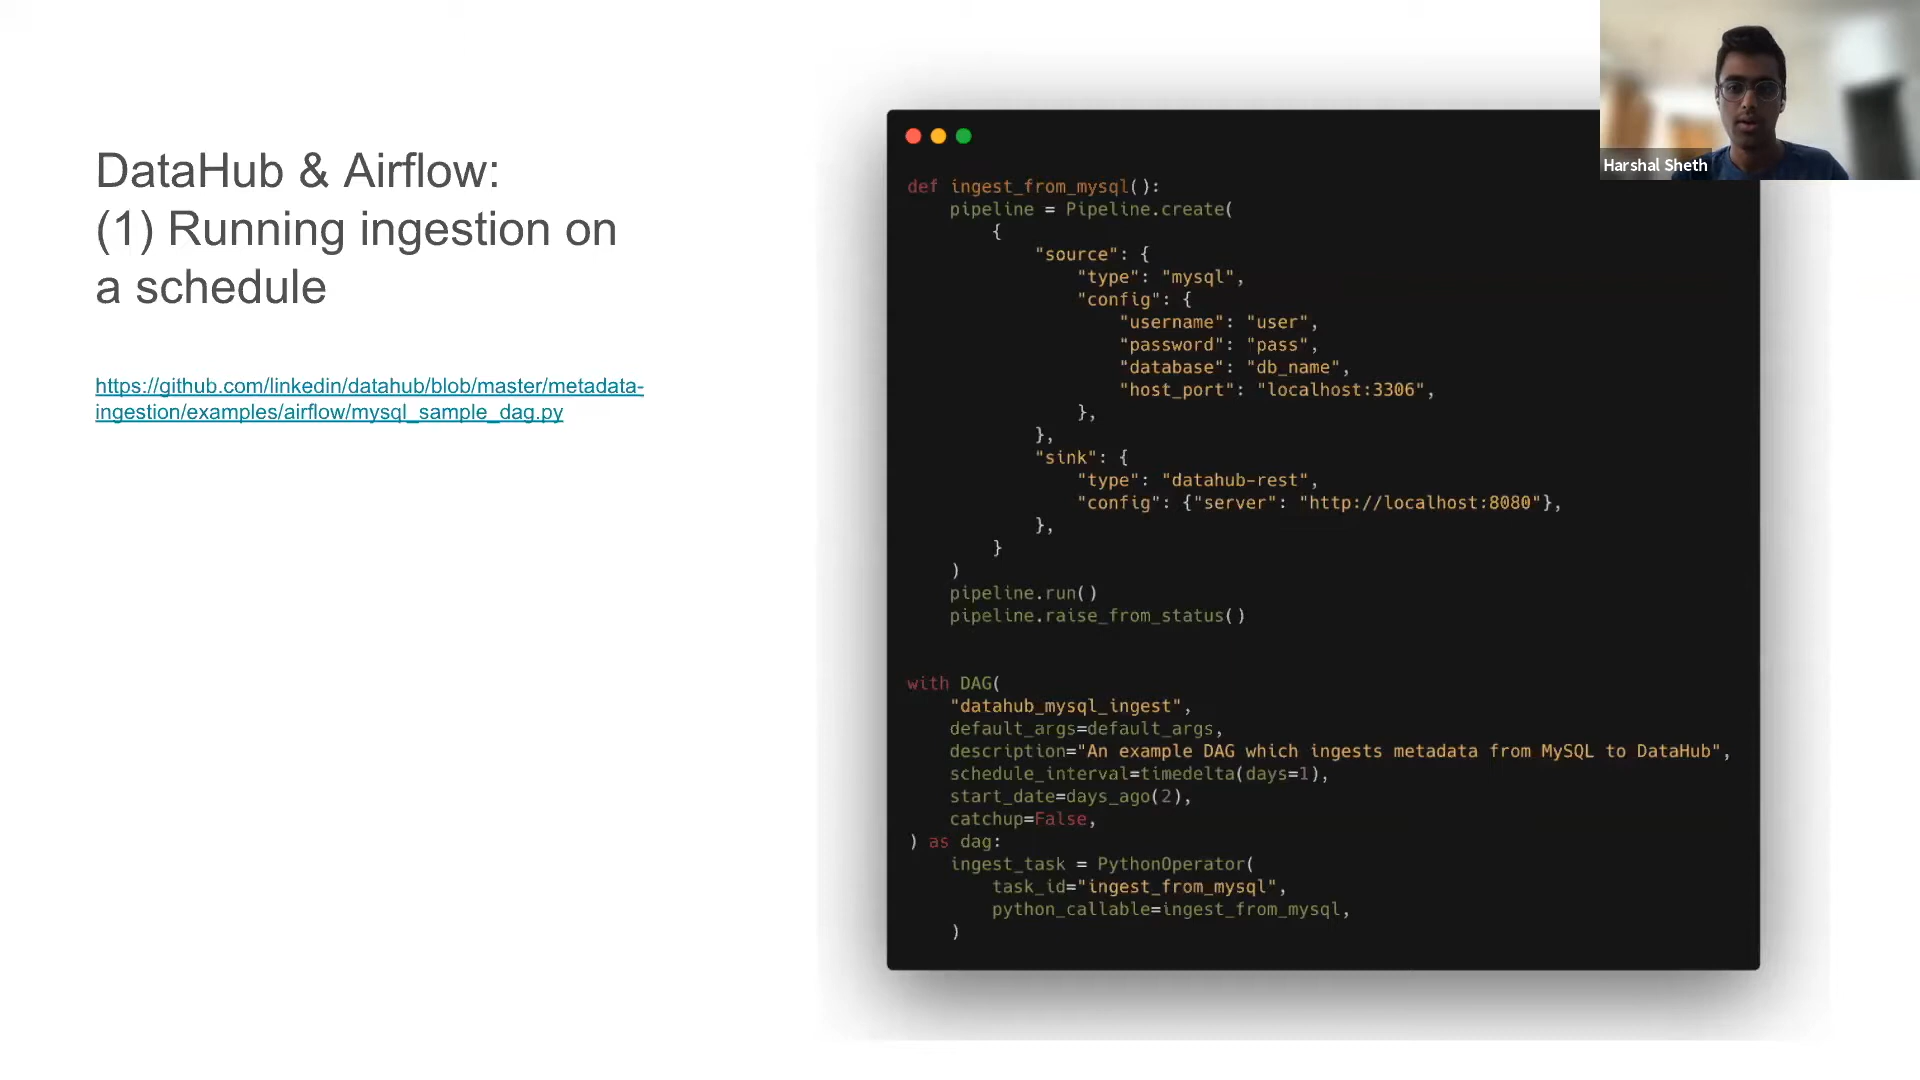 DataHub & Airflow:
(1) Running ingestion on
a schedule
https://github.com/linkedin/datahub/blob/master/metadata-
ingestion/examples/airflow/mysql_sample_dag.py
def ingest_from_mysql():
    pipeline = Pipeline.create(
        {
            "source": {
                "type": "mysql",
                "config": {
                    "username": "user",
                    "password": "pass",
                    "database": "db_name",
                    "host_port": "localhost:3306",
                },
            },
            "sink": {
                "type": "datahub-rest",
                "config": {"server": "http://localhost:8080"},
            },
        }
    )
    pipeline.run()
    pipeline.raise_from_status()
with DAG(
    "datahub_mysql_ingest",
    default_args=default_args,
    description="An example DAG which ingests metadata from MySQL to DataHub",
    schedule_interval=timedelta(days=1),
    start_date=days_ago(2),
    catchup=False,
) as dag:
    ingest_task = PythonOperator(
        task_id="ingest_from_mysql",
        python_callable=ingest_from_mysql,
    )
Harshal Sheth